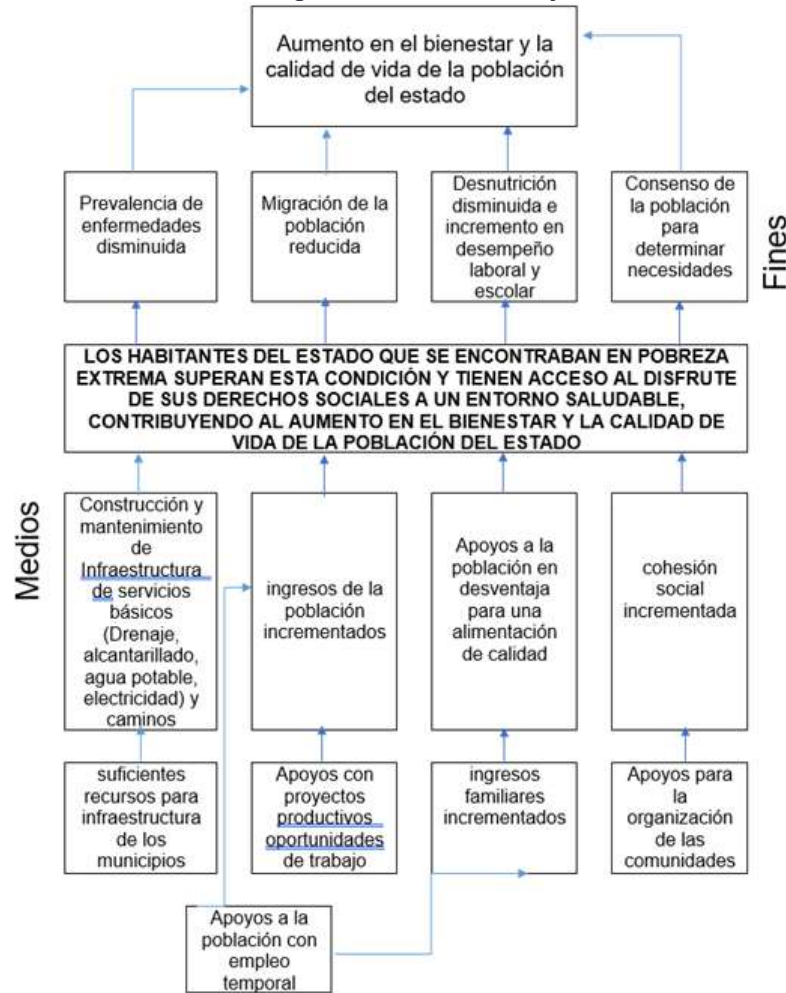 Aumento en el bienestar y la
calidad de vida de la población
del estado
Prevalencia de
enfermedades
disminuida
Migración de la
población
reducida
Desnutrición
disminuida e
incremento en
desempeño
laboral y
escolar
Consenso de
la población
para
determinar
necesidades
Fines
LOS HABITANTES DEL ESTADO QUE SE ENCONTRABAN EN POBREZA
EXTREMA SUPERAN ESTA CONDICIÓN Y TIENEN ACCESO AL DISFRUTE
DE SUS DERECHOS SOCIALES A UN ENTORNO SALUDABLE,
CONTRIBUYENDO AL AUMENTO EN EL BIENESTAR Y LA CALIDAD DE
VIDA DE LA POBLACIÓN DEL ESTADO
Medios
Construcción y
mantenimiento
de
Infraestructura
de servicios
básicos
(Drenaje,
alcantarillado,
agua potable,
electricidad) y
caminos
ingresos de la
población
incrementados
Apoyos a la
población en
desventaja
para una
alimentación
de calidad
cohesión
social
incrementada
suficientes
recursos para
infraestructura
de los
municipios
Apoyos con
proyectos
productivos
oportunidades
de trabajo
ingresos
familiares
incrementados
Apoyos para
la
organización
de las
comunidades
Apoyos a la
población con
empleo
temporal